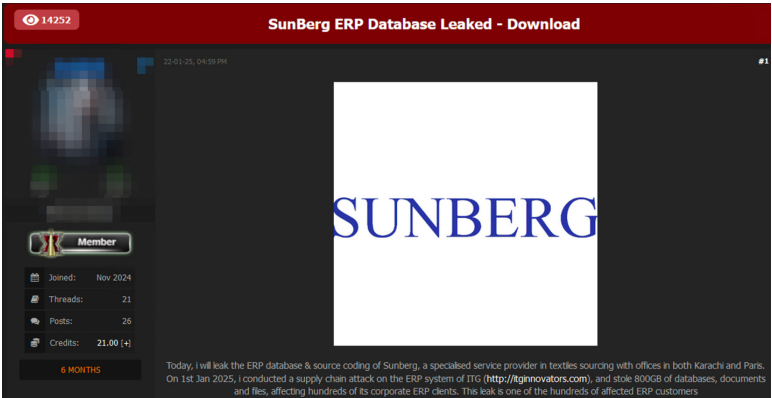 14252
SunBerg ERP Database Leaked - Download
22-01-25, 04:59 PM
#1
SUNBERG
Member
Joined: Nov 2024
Threads: 21
Posts: 26
Credits: 21.00 [+]
6 MONTHS
Today, i will leak the ERP database & source coding of Sunberg, a specialised service provider in textiles sourcing with offices in both Karachi and Paris.
On 1st Jan 2025, i conducted a supply chain attack on the ERP system of ITG (http://itginnovators.com), and stole 800GB of databases, documents
and files, affecting hundreds of its corporate ERP clients. This leak is one of the hundreds of affected ERP customers